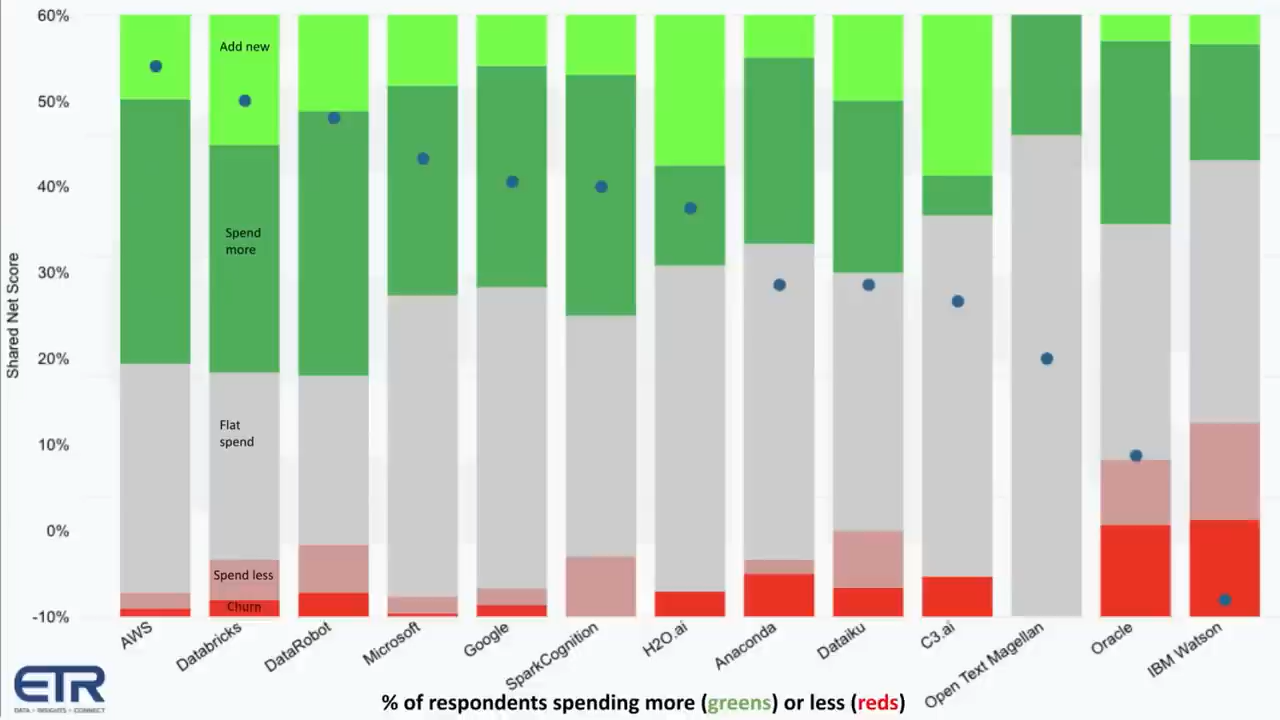 60%
50%
40%
30%
20%
10%
0%
-10%
Shared Net Score
Add new
Spend
more
Flat
spend
Spend less
Churn
AWS
Databricks
DataRobot
Microsoft
Google
SparkCognition
H2O.ai
Anaconda
Dataiku
C3.ai
Open Text Magellan
Oracle
IBM Watson
ETR
DATA • INSIGHTS • CONNECT
% of respondents spending more (greens) or less (reds)